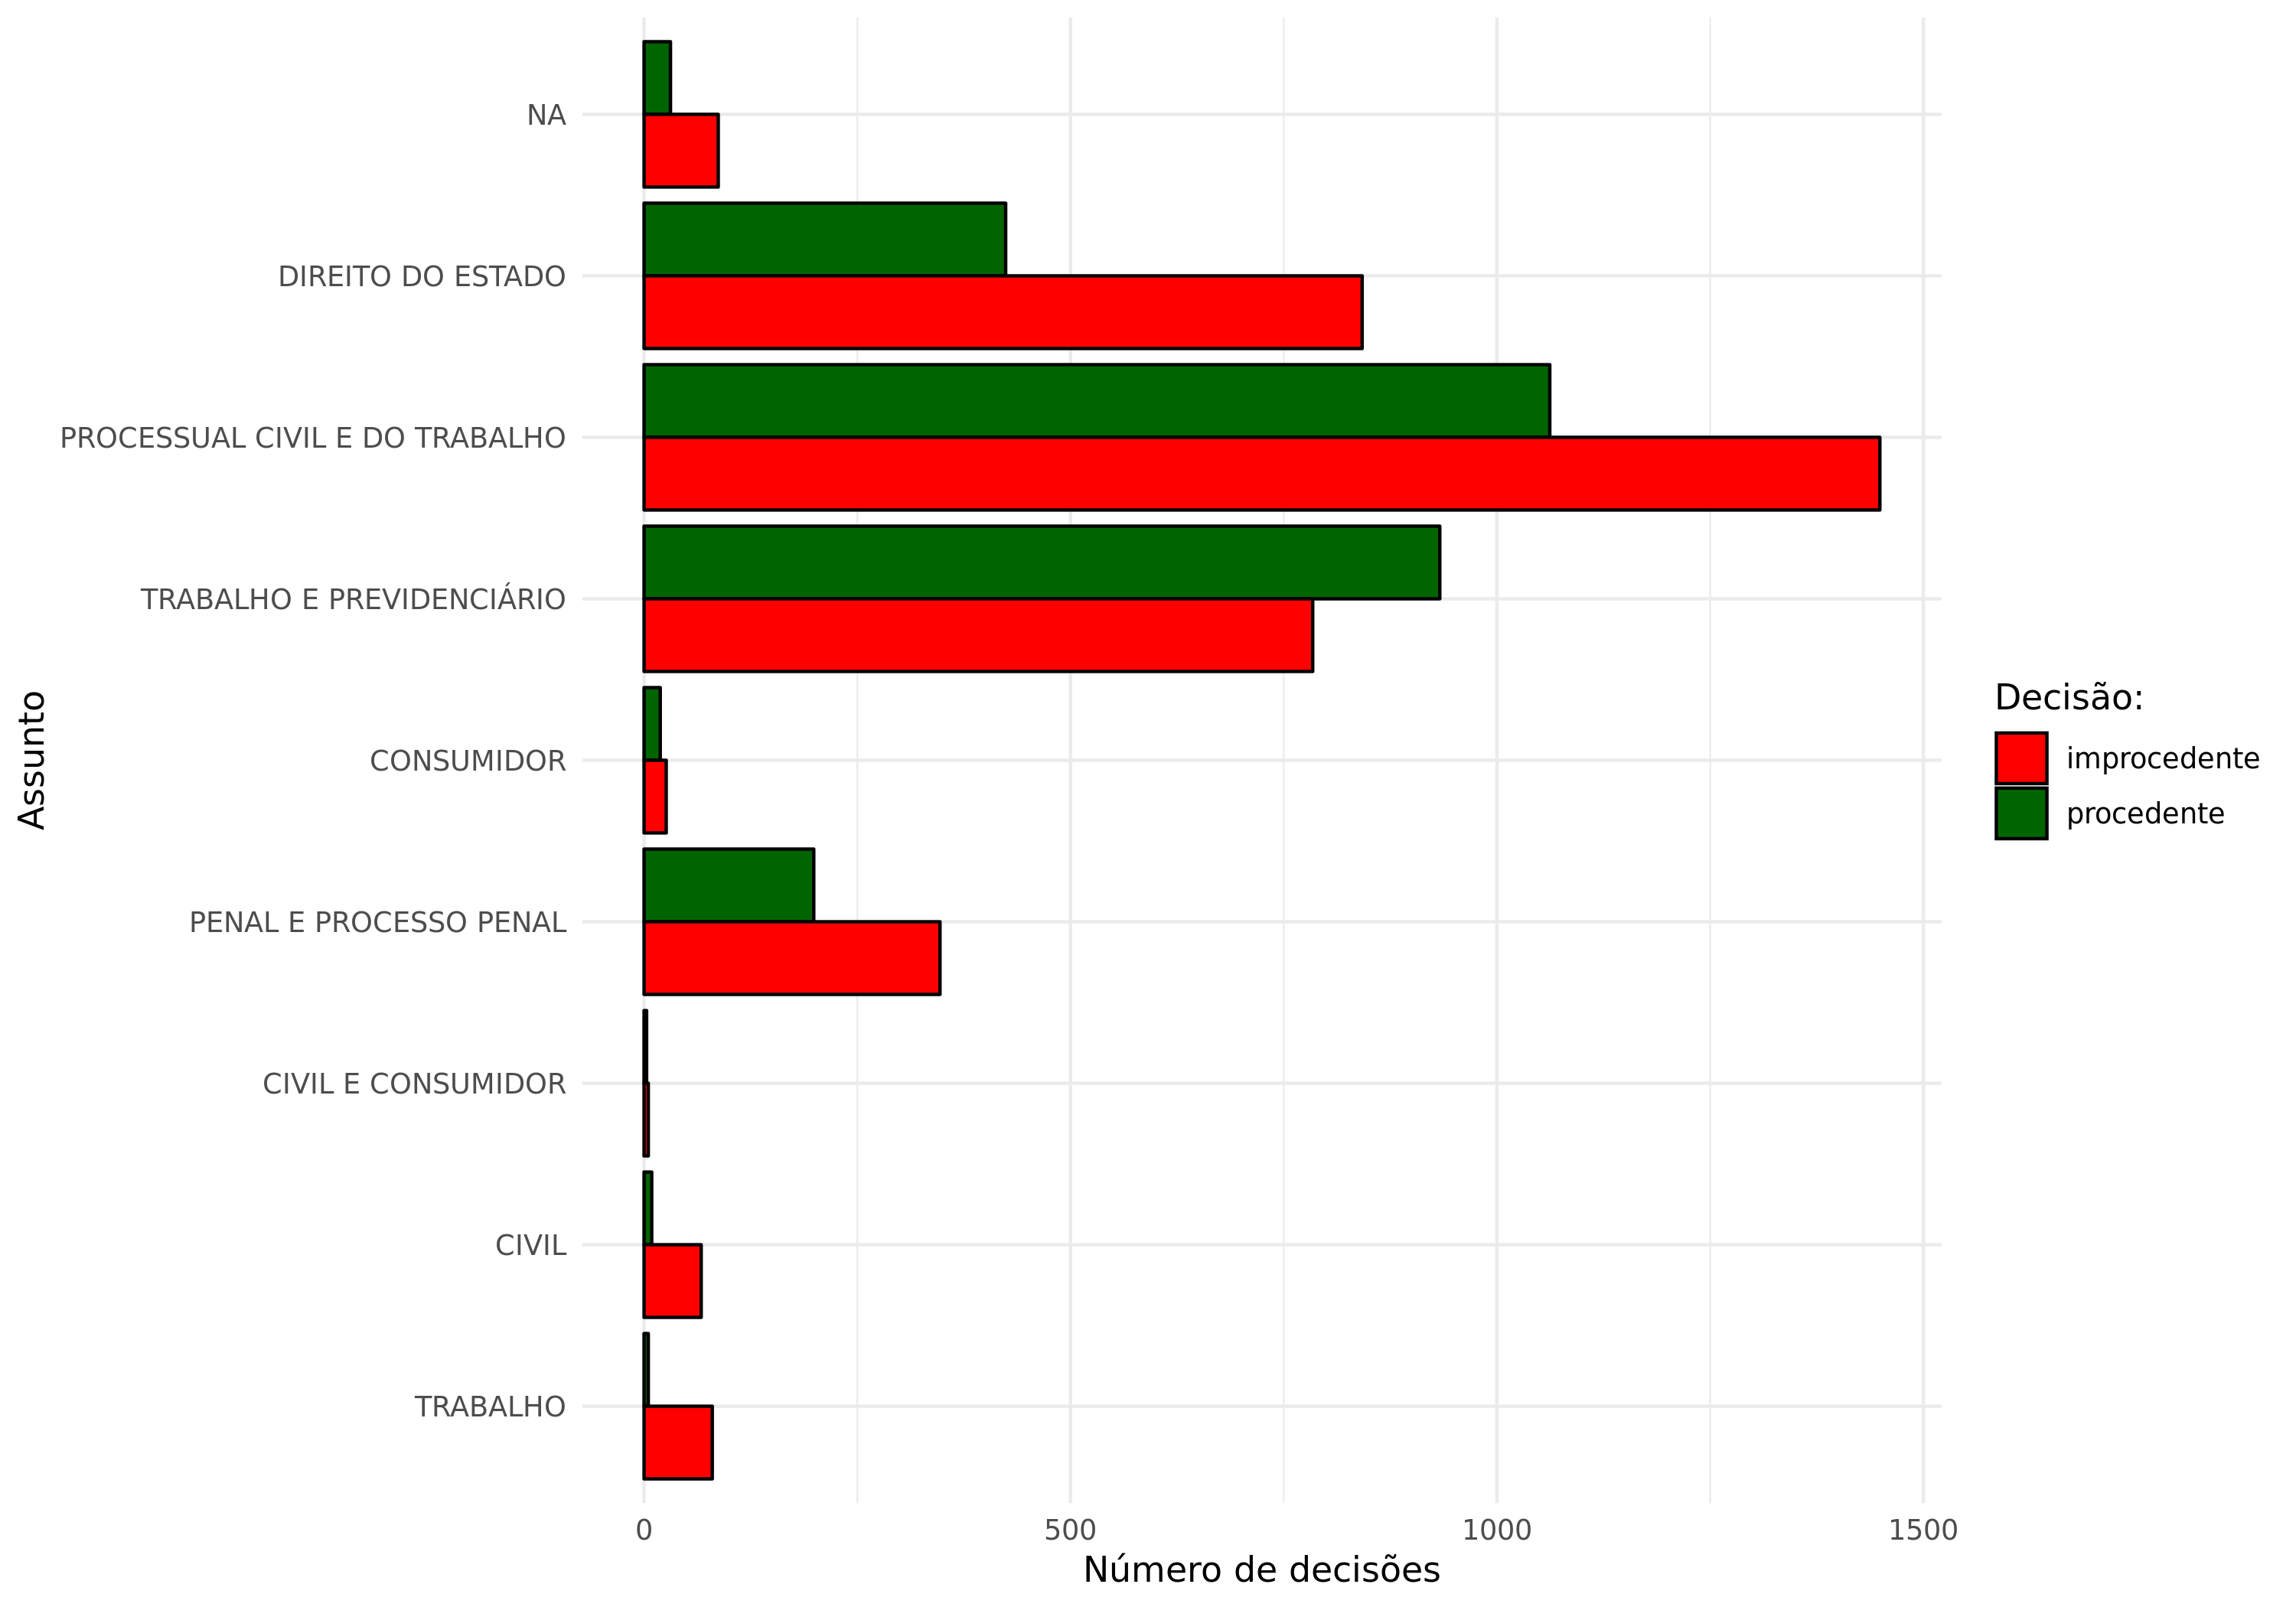 NA
DIREITO DO ESTADO
PROCESSUAL CIVIL E DO TRABALHO
TRABALHO E PREVIDENCIÁRIO
CONSUMIDOR
PENAL E PROCESSO PENAL
CIVIL E CONSUMIDOR
CIVIL
TRABALHO
Assunto
0 500 1000 1500
Número de decisões
Decisão:
improcedente
procedente